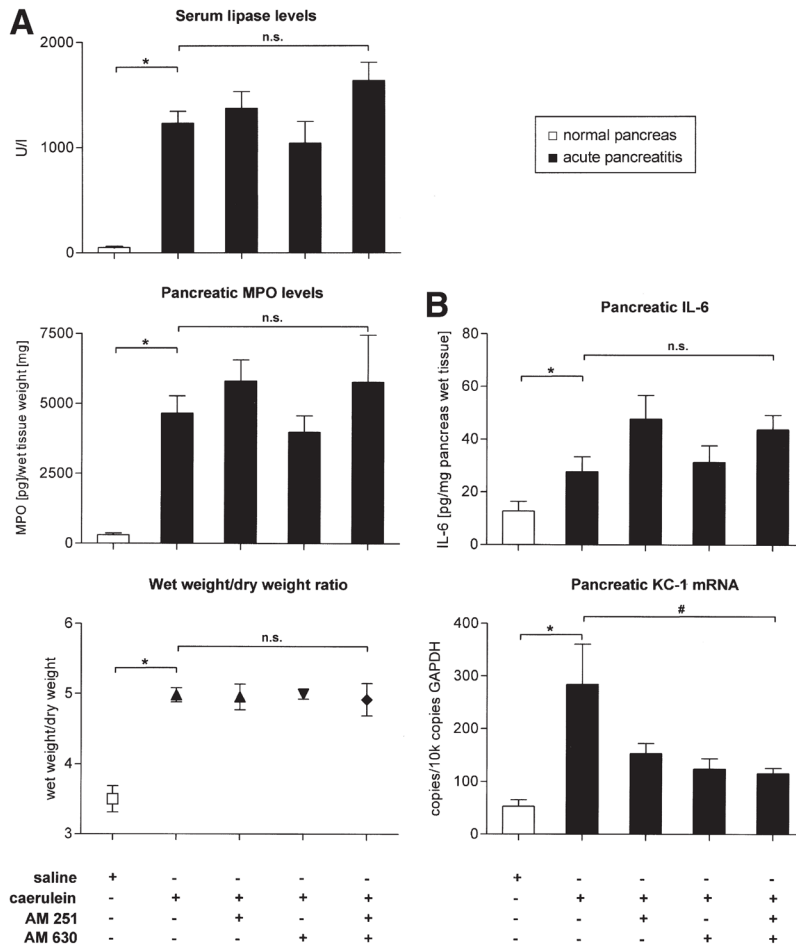 A
Serum lipase levels
n.s.
*
2000
1000
0
U/l
normal pancreas
acute pancreatitis
Pancreatic MPO levels
n.s.
*
7500
5000
2500
0
MPO [pg]/wet tissue weight [mg]
Wet weight/dry weight ratio
n.s.
*
6
5
4
3
wet weight/dry weight
B
Pancreatic IL-6
n.s.
*
80
60
40
20
0
IL-6 [pg/mg pancreas wet tissue]
Pancreatic KC-1 mRNA
#
*
400
300
200
100
0
copies/10k copies GAPDH
saline + - - - - + - - - -
caerulein - + + + + - + + + +
AM 251 - - + - + - - + - +
AM 630 - - - + + - - - + +